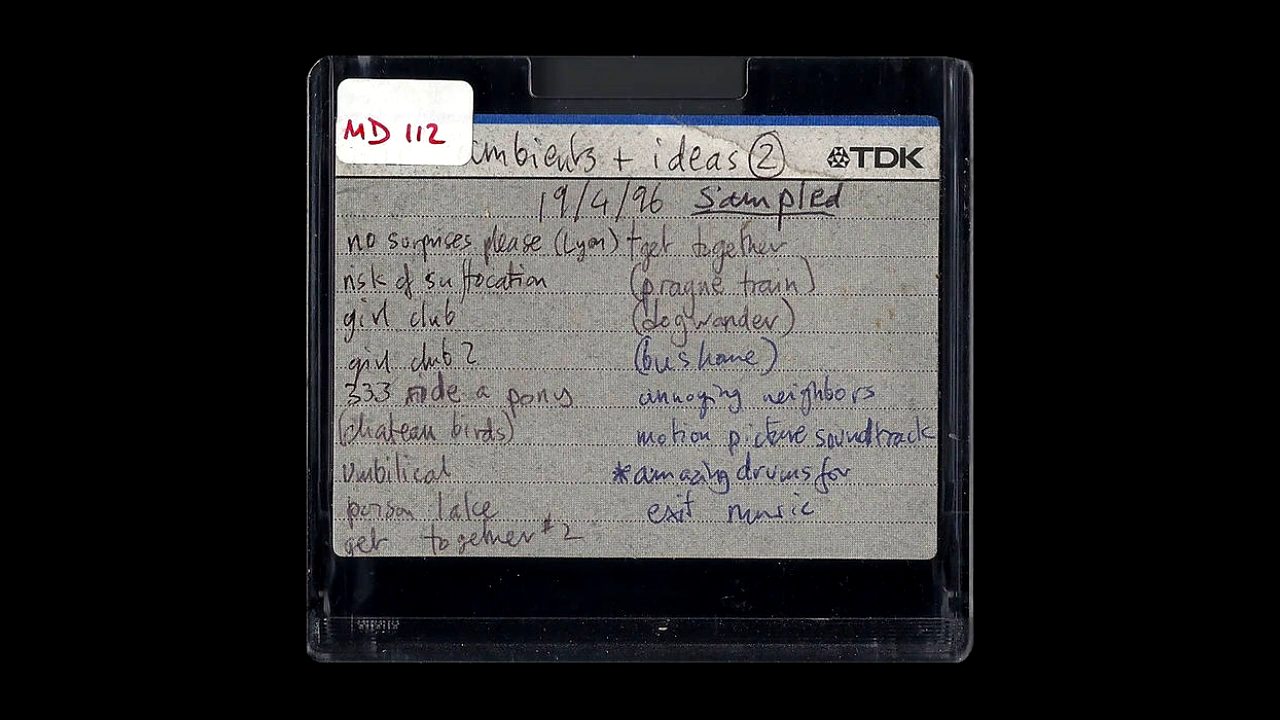 MD 112
ambients + ideas ② TDK
19/4/96 Sampled
no surprises please (Lyon) + get together
risk of suffocation (prague train)
girl club (dog wander)
girl club 2 (bus home)
333 ride a pony annoying neighbors
(chateau birds) motion picture soundtrack
umbilical *amazing drums for
poison lake exit music
get together #2